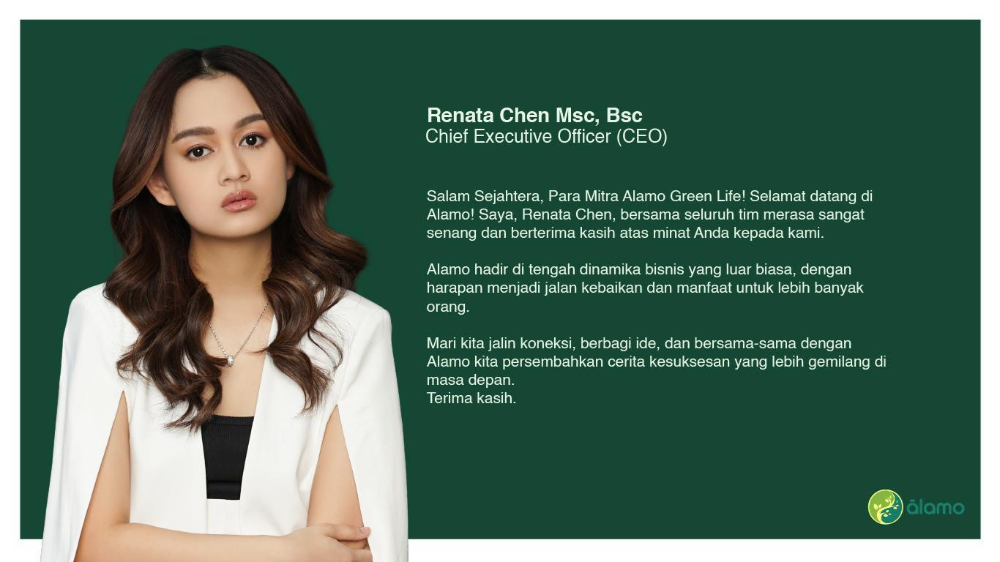 Renata Chen Msc, Bsc
Chief Executive Officer (CEO)
Salam Sejahtera, Para Mitra Alamo Green Life! Selamat datang di
Alamo! Saya, Renata Chen, bersama seluruh tim merasa sangat
senang dan berterima kasih atas minat Anda kepada kami.
Alamo hadir di tengah dinamika bisnis yang luar biasa, dengan
harapan menjadi jalan kebaikan dan manfaat untuk lebih banyak
orang.
Mari kita jalin koneksi, berbagi ide, dan bersama-sama dengan
Alamo kita persembahkan cerita kesuksesan yang lebih gemilang di
masa depan.
Terima kasih.
ālamo